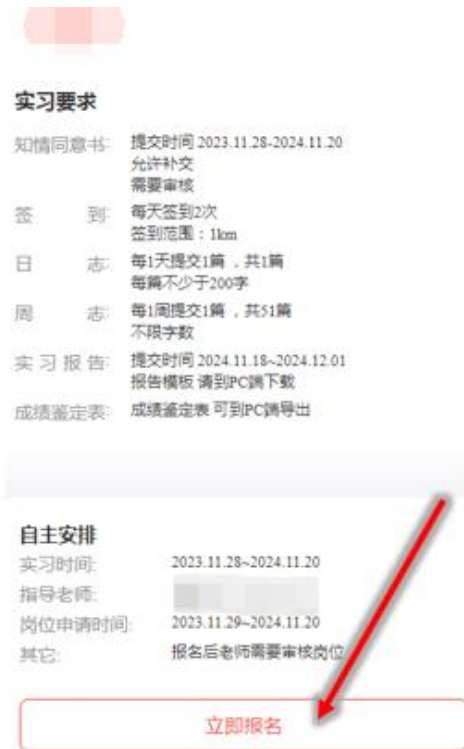 实习要求
知情同意书: 提交时间 2023.11.28-2024.11.20
允许补交
需要审核
签 到: 每天签到2次
签到范围：1km
日 志: 每1天提交1篇，共1篇
每篇不少于200字
周 志: 每1周提交1篇，共51篇
不限字数
实习报告: 提交时间 2024.11.18~2024.12.01
报告模板 请到PC端下载
成绩鉴定表: 成绩鉴定表 可到PC端导出
自主安排
实习时间: 2023.11.28~2024.11.20
指导老师:
岗位申请时间: 2023.11.29~2024.11.20
其它: 报名后老师需要审核岗位
立即报名